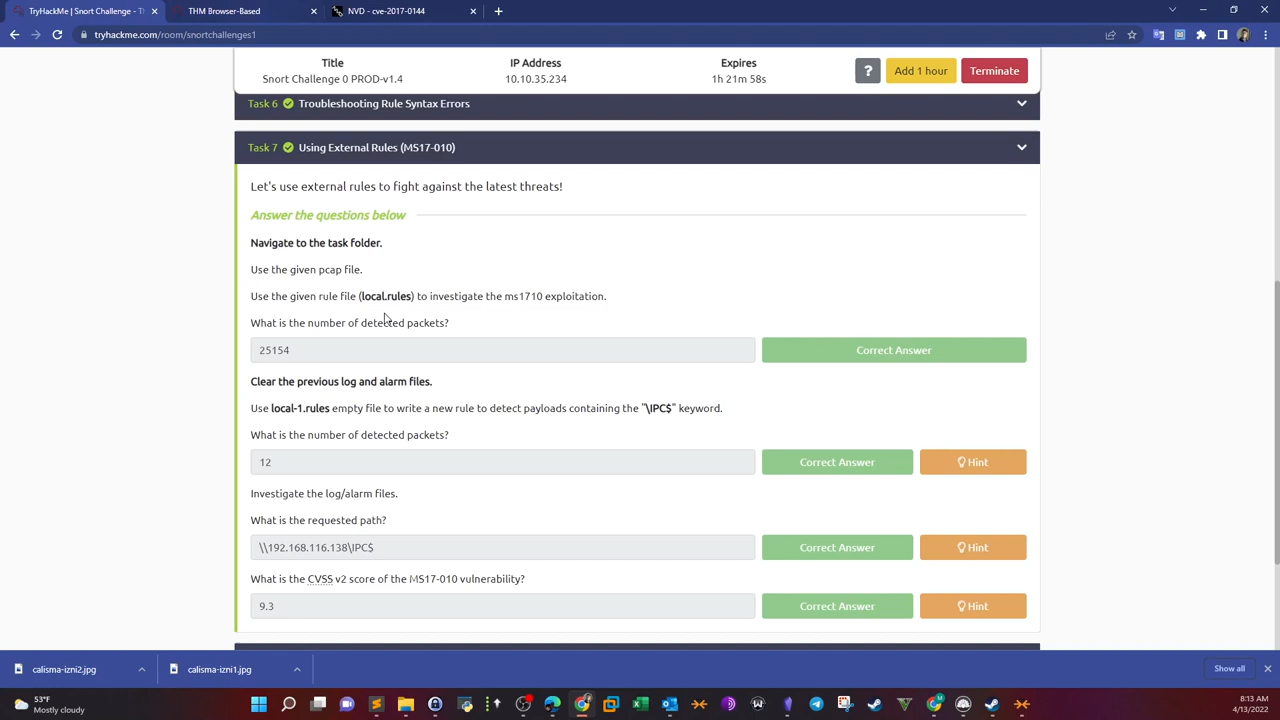 TryHackMe | Snort Challenge - Th
THM Browser-Based
NVD - cve-2017-0144
tryhackme.com/room/snortchallenges1
Title
IP Address
Expires
Snort Challenge 0 PROD-v1.4
10.10.35.234
1h 21m 58s
?
Add 1 hour
Terminate
Task 6 Troubleshooting Rule Syntax Errors
Task 7 Using External Rules (MS17-010)
Let's use external rules to fight against the latest threats!
Answer the questions below
Navigate to the task folder.
Use the given pcap file.
Use the given rule file (local.rules) to investigate the ms1710 exploitation.
What is the number of detected packets?
25154
Correct Answer
Clear the previous log and alarm files.
Use local-1.rules empty file to write a new rule to detect payloads containing the "\IPC$" keyword.
What is the number of detected packets?
12
Correct Answer
Hint
Investigate the log/alarm files.
What is the requested path?
\\192.168.116.138\IPC$
Correct Answer
Hint
What is the CVSS v2 score of the MS17-010 vulnerability?
9.3
Correct Answer
Hint
calisma-izni2.jpg
calisma-izni1.jpg
Show all
53°F
Mostly cloudy
8:13 AM
4/13/2022